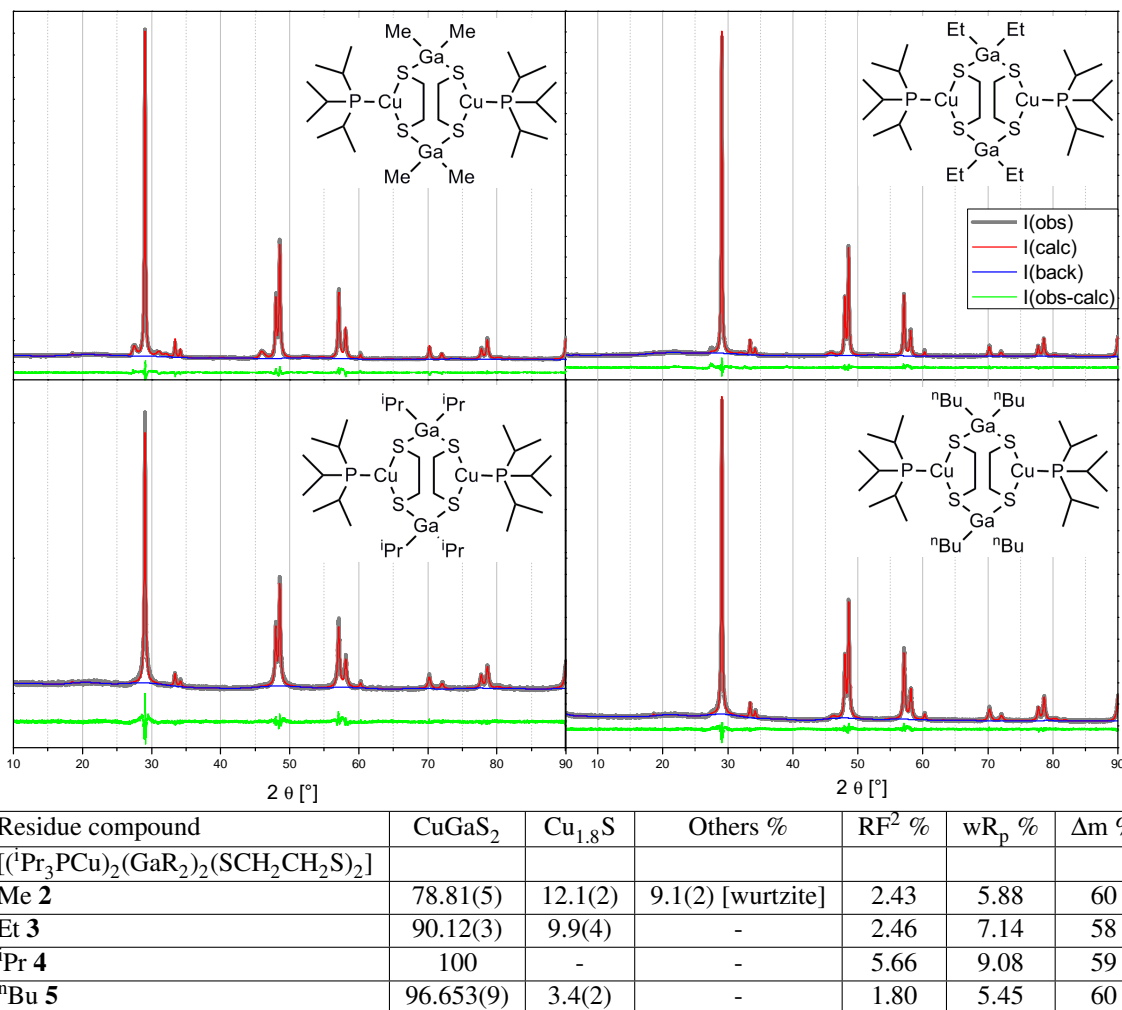 Me Me Et Et
Ga Ga
S S S S
P Cu Cu P P Cu Cu P
S S S S
Ga Ga
Me Me Et Et
I(obs)
I(calc)
I(back)
I(obs-calc)
iPr iPr nBu nBu
Ga Ga
S S S S
P Cu Cu P P Cu Cu P
S S S S
Ga Ga
iPr iPr nBu nBu
10 20 30 40 50 60 70 80 90 20 30 40 50 60 70 80 90
2 θ [°] 2 θ [°]
Residue compound CuGaS2 Cu1.8S Others % RF2 % wRp % Δm %
[(iPr3PCu)2(GaR2)2(SCH2CH2S)2]
Me 2 78.81(5) 12.1(2) 9.1(2) [wurtzite] 2.43 5.88 60
Et 3 90.12(3) 9.9(4) - 2.46 7.14 58
iPr 4 100 - - 5.66 9.08 59
nBu 5 96.653(9) 3.4(2) - 1.80 5.45 60